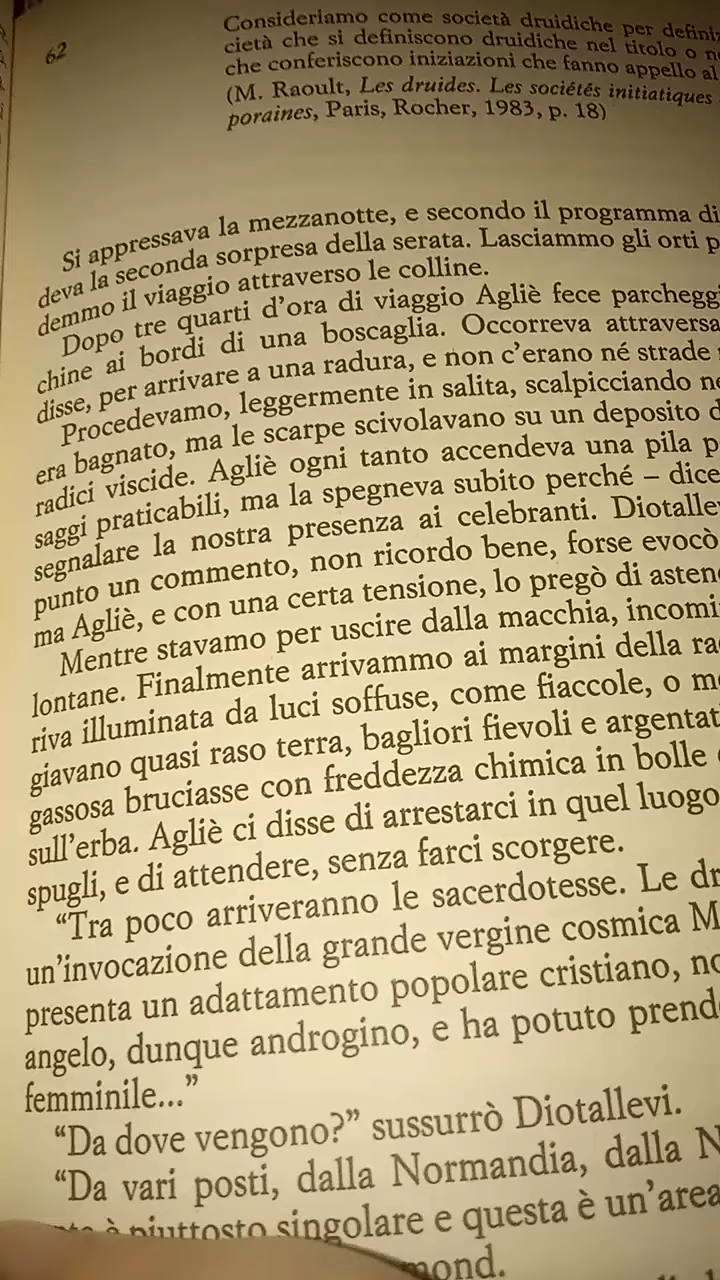 62
Consideriamo come società druidiche per defini
cietà che si definiscono druidiche nel titolo o n
che conferiscono iniziazioni che fanno appello al
(M. Raoult, Les druides. Les sociétés initiatiques
poraines, Paris, Rocher, 1983, p. 18)
Si appressava la mezzanotte, e secondo il programma di
deva la seconda sorpresa della serata. Lasciammo gli orti p
demmo il viaggio attraverso le colline.
Dopo tre quarti d’ora di viaggio Agliè fece parchegg
chine ai bordi di una boscaglia. Occorreva attraversa
disse, per arrivare a una radura, e non c’erano né strade
Procedevamo, leggermente in salita, scalpicciando ne
era bagnato, ma le scarpe scivolavano su un deposito d
radici viscide. Agliè ogni tanto accendeva una pila p
saggi praticabili, ma la spegneva subito perché – dice
segnalare la nostra presenza ai celebranti. Diotalle
punto un commento, non ricordo bene, forse evocò
ma Agliè, e con una certa tensione, lo pregò di asten
Mentre stavamo per uscire dalla macchia, incomi
lontane. Finalmente arrivammo ai margini della ra
riva illuminata da luci soffuse, come fiaccole, o m
giavano quasi raso terra, bagliori fievoli e argentat
gassosa bruciasse con freddezza chimica in bolle
sull’erba. Agliè ci disse di arrestarci in quel luogo
spugli, e di attendere, senza farci scorgere.
“Tra poco arriveranno le sacerdotesse. Le dr
un’invocazione della grande vergine cosmica M
presenta un adattamento popolare cristiano, no
angelo, dunque androgino, e ha potuto prend
femminile...”
“Da dove vengono?” sussurrò Diotallevi.
“Da vari posti, dalla Normandia, dalla N
è piuttosto singolare e questa è un’area
mond.